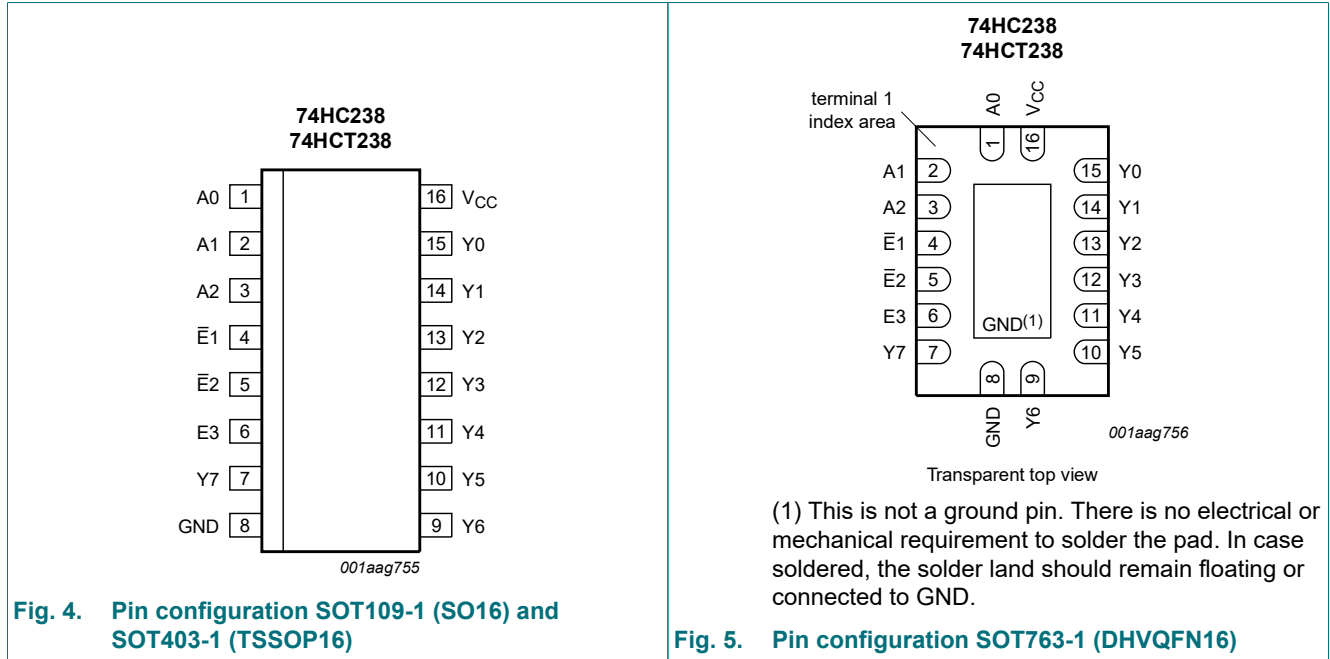 74HC238
74HCT238
A0 1
A1 2
A2 3
E̅1 4
E̅2 5
E3 6
Y7 7
GND 8
16 VCC
15 Y0
14 Y1
13 Y2
12 Y3
11 Y4
10 Y5
9 Y6
001aag755
Fig. 4. Pin configuration SOT109-1 (SO16) and
SOT403-1 (TSSOP16)
74HC238
74HCT238
terminal 1
index area
A0
VCC
1
16
A1 2
A2 3
E̅1 4
E̅2 5
E3 6
Y7 7
15 Y0
14 Y1
13 Y2
12 Y3
11 Y4
10 Y5
GND(1)
8
9
GND
Y6
001aag756
Transparent top view
(1) This is not a ground pin. There is no electrical or
mechanical requirement to solder the pad. In case
soldered, the solder land should remain floating or
connected to GND.
Fig. 5. Pin configuration SOT763-1 (DHVQFN16)